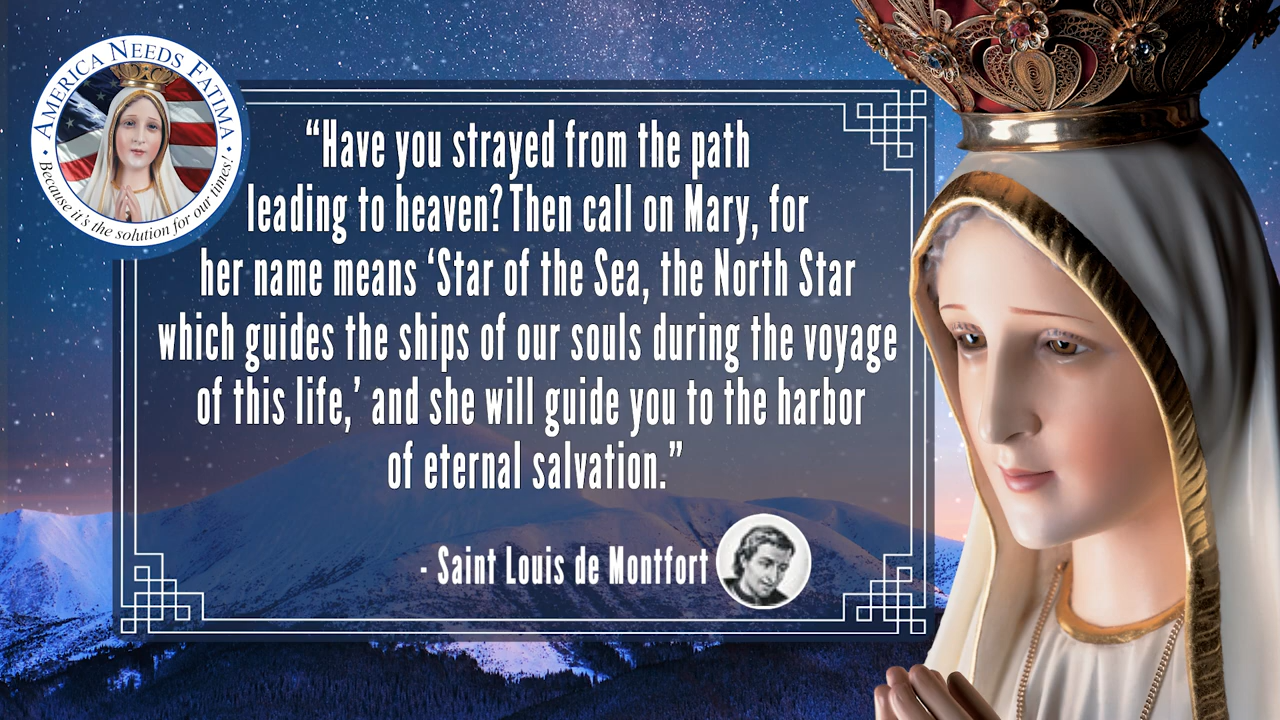 AMERICA NEEDS FATIMA
Because it's the solution for our times!
“Have you strayed from the path
leading to heaven? Then call on Mary, for
her name means ‘Star of the Sea, the North Star
which guides the ships of our souls during the voyage
of this life,’ and she will guide you to the harbor
of eternal salvation.”
- Saint Louis de Montfort